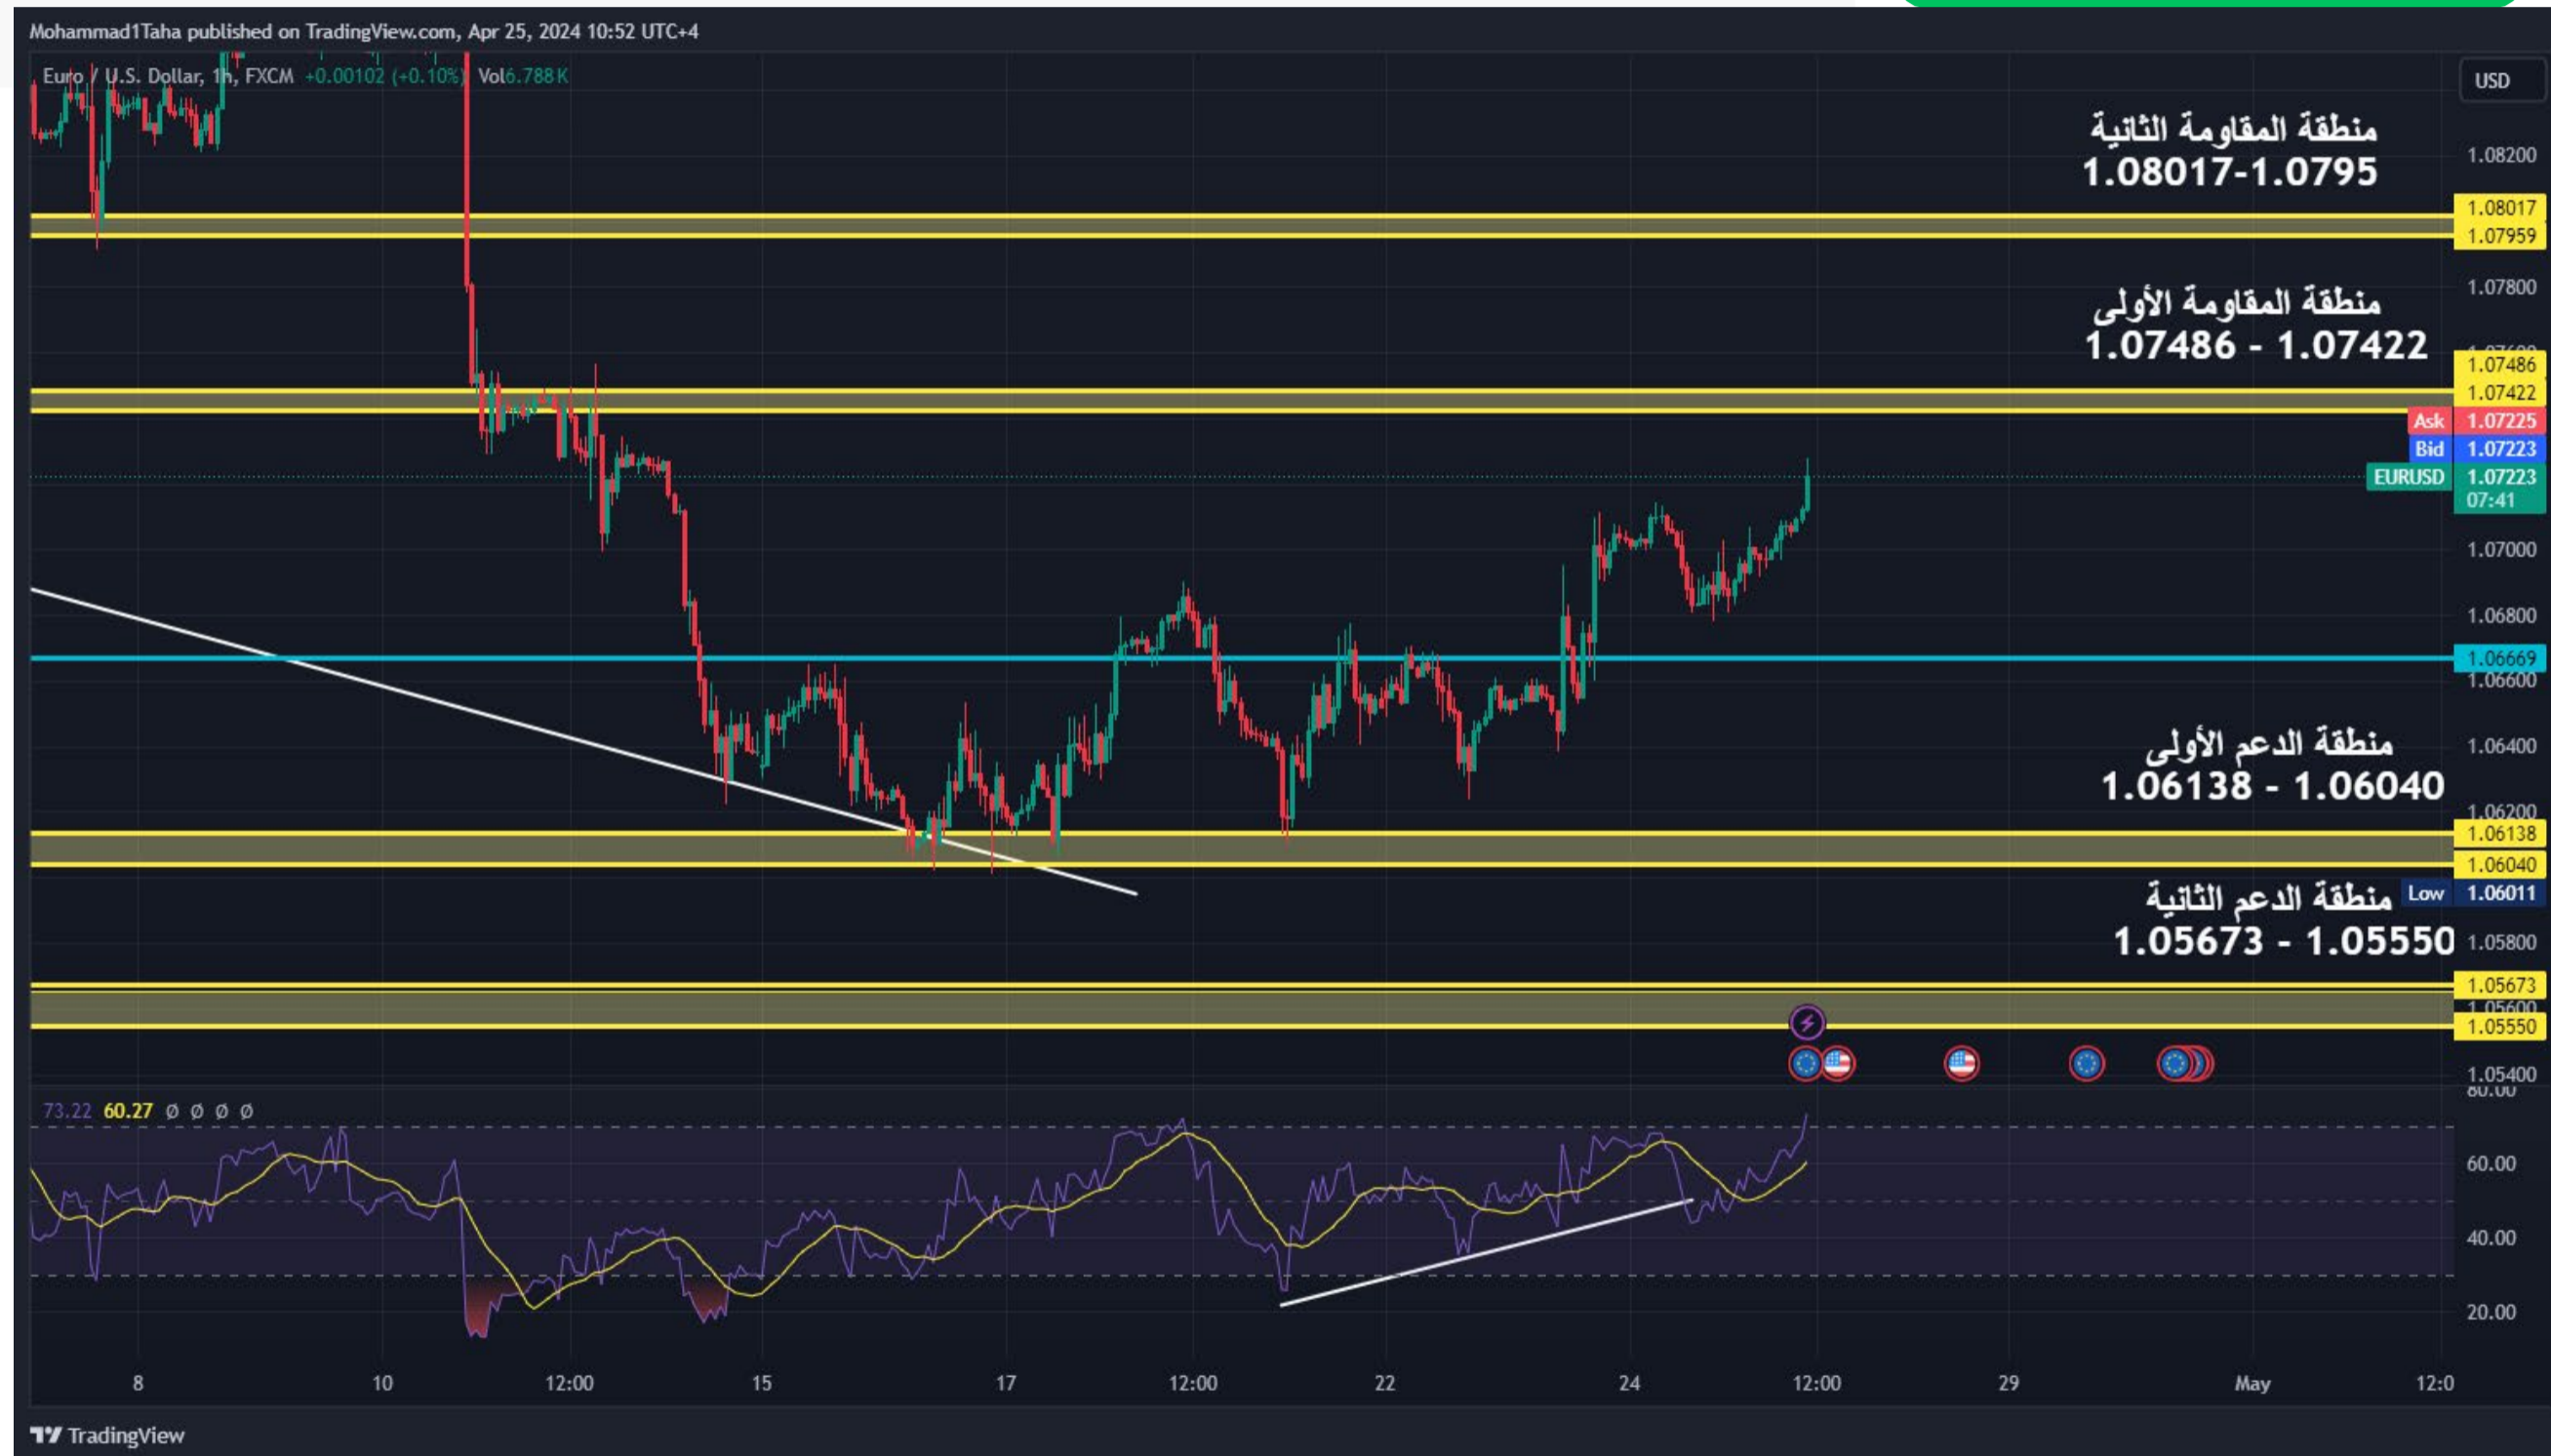 Mohammad1Taha published on TradingView.com, Apr 25, 2024 10:52 UTC+4
Euro / U.S. Dollar, 1h, FXCM +0.00102 (+0.10%) Vol6.788K
USD
منطقة المقاومة الثانية
1.08017-1.0795
1.08200
1.08017
1.07959
1.07800
منطقة المقاومة الأولى
1.07486 - 1.07422
1.07486
1.07422
Ask 1.07225
Bid 1.07223
EURUSD 1.07223
07:41
1.07000
1.06800
1.06669
1.06600
منطقة الدعم الأولى
1.06138 - 1.06040
1.06400
1.06200
1.06138
1.06040
منطقة الدعم الثانية
Low 1.06011
1.05673 - 1.05550
1.05800
1.05673
1.05600
1.05550
1.05400
80.00
73.22 60.27 Ø Ø Ø Ø
60.00
40.00
20.00
8 10 12:00 15 17 12:00 22 24 12:00 29 May 12:0
TradingView